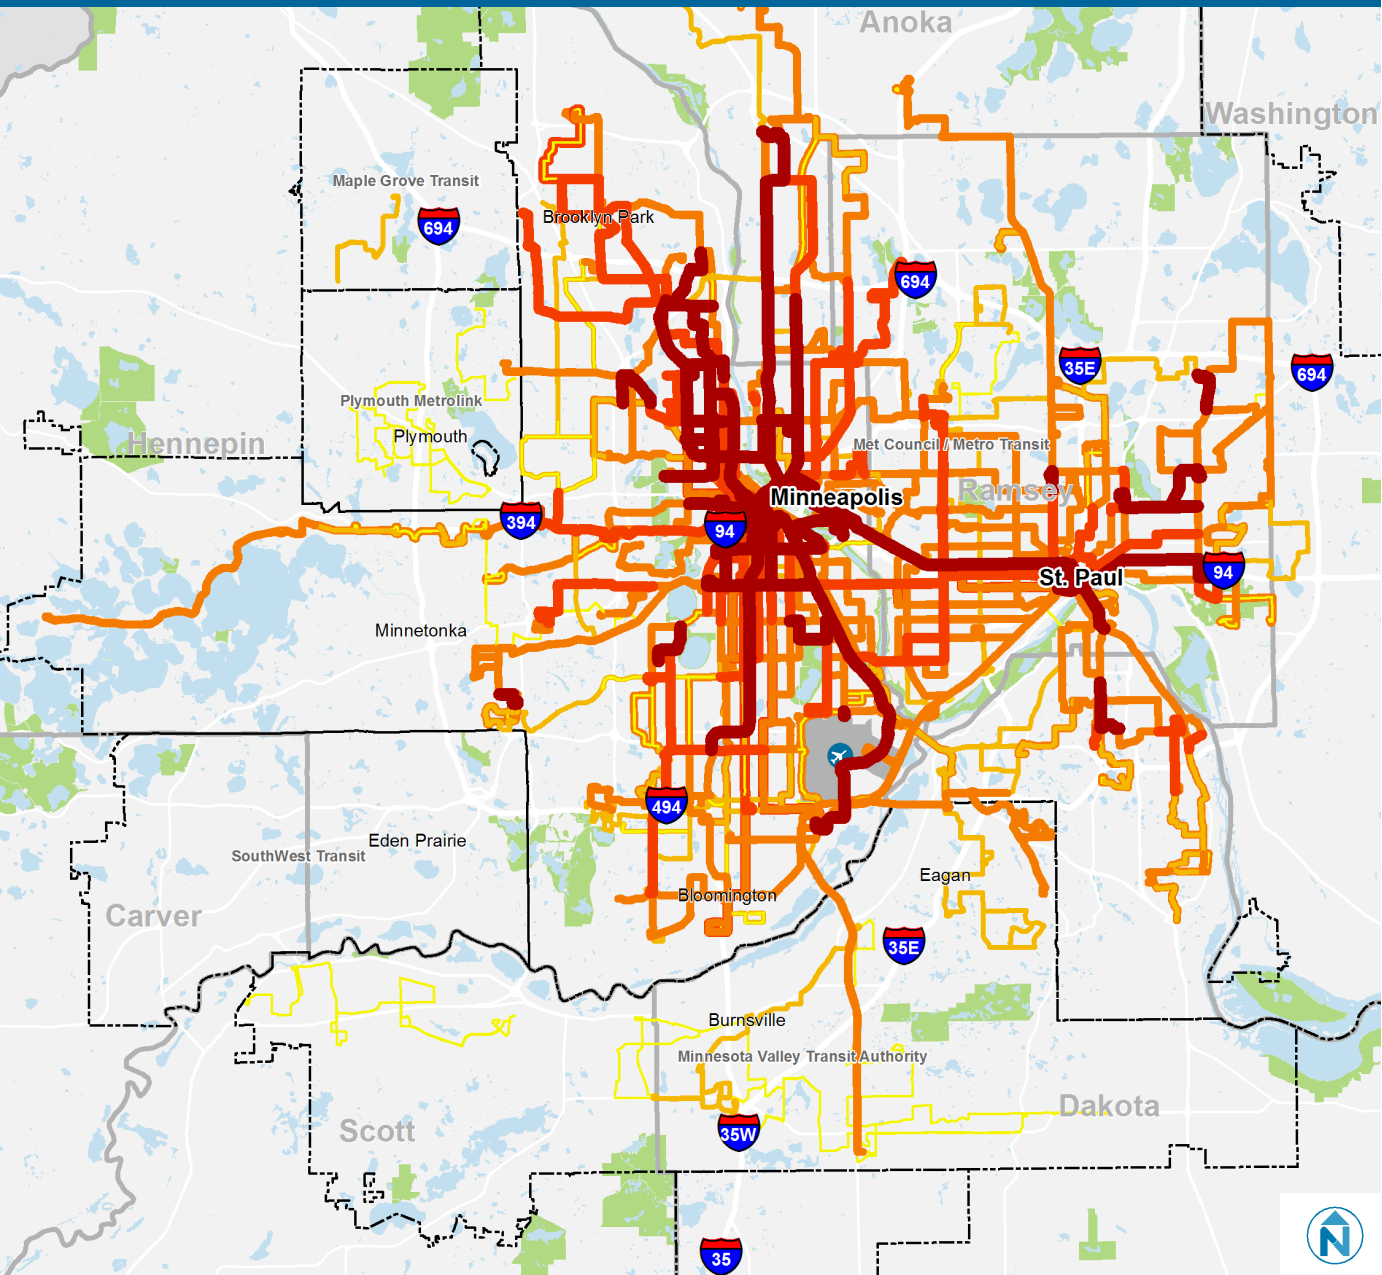 Anoka
Washington
Maple Grove Transit
694
Brooklyn Park
694
35E
694
Plymouth Metrolink
Plymouth
Hennepin
Met Council / Metro Transit
Ramsey
Minneapolis
394
94
St. Paul
94
Minnetonka
494
Eden Prairie
SouthWest Transit
Eagan
Bloomington
Carver
35E
Burnsville
Minnesota Valley Transit Authority
Dakota
Scott
35W
35
N